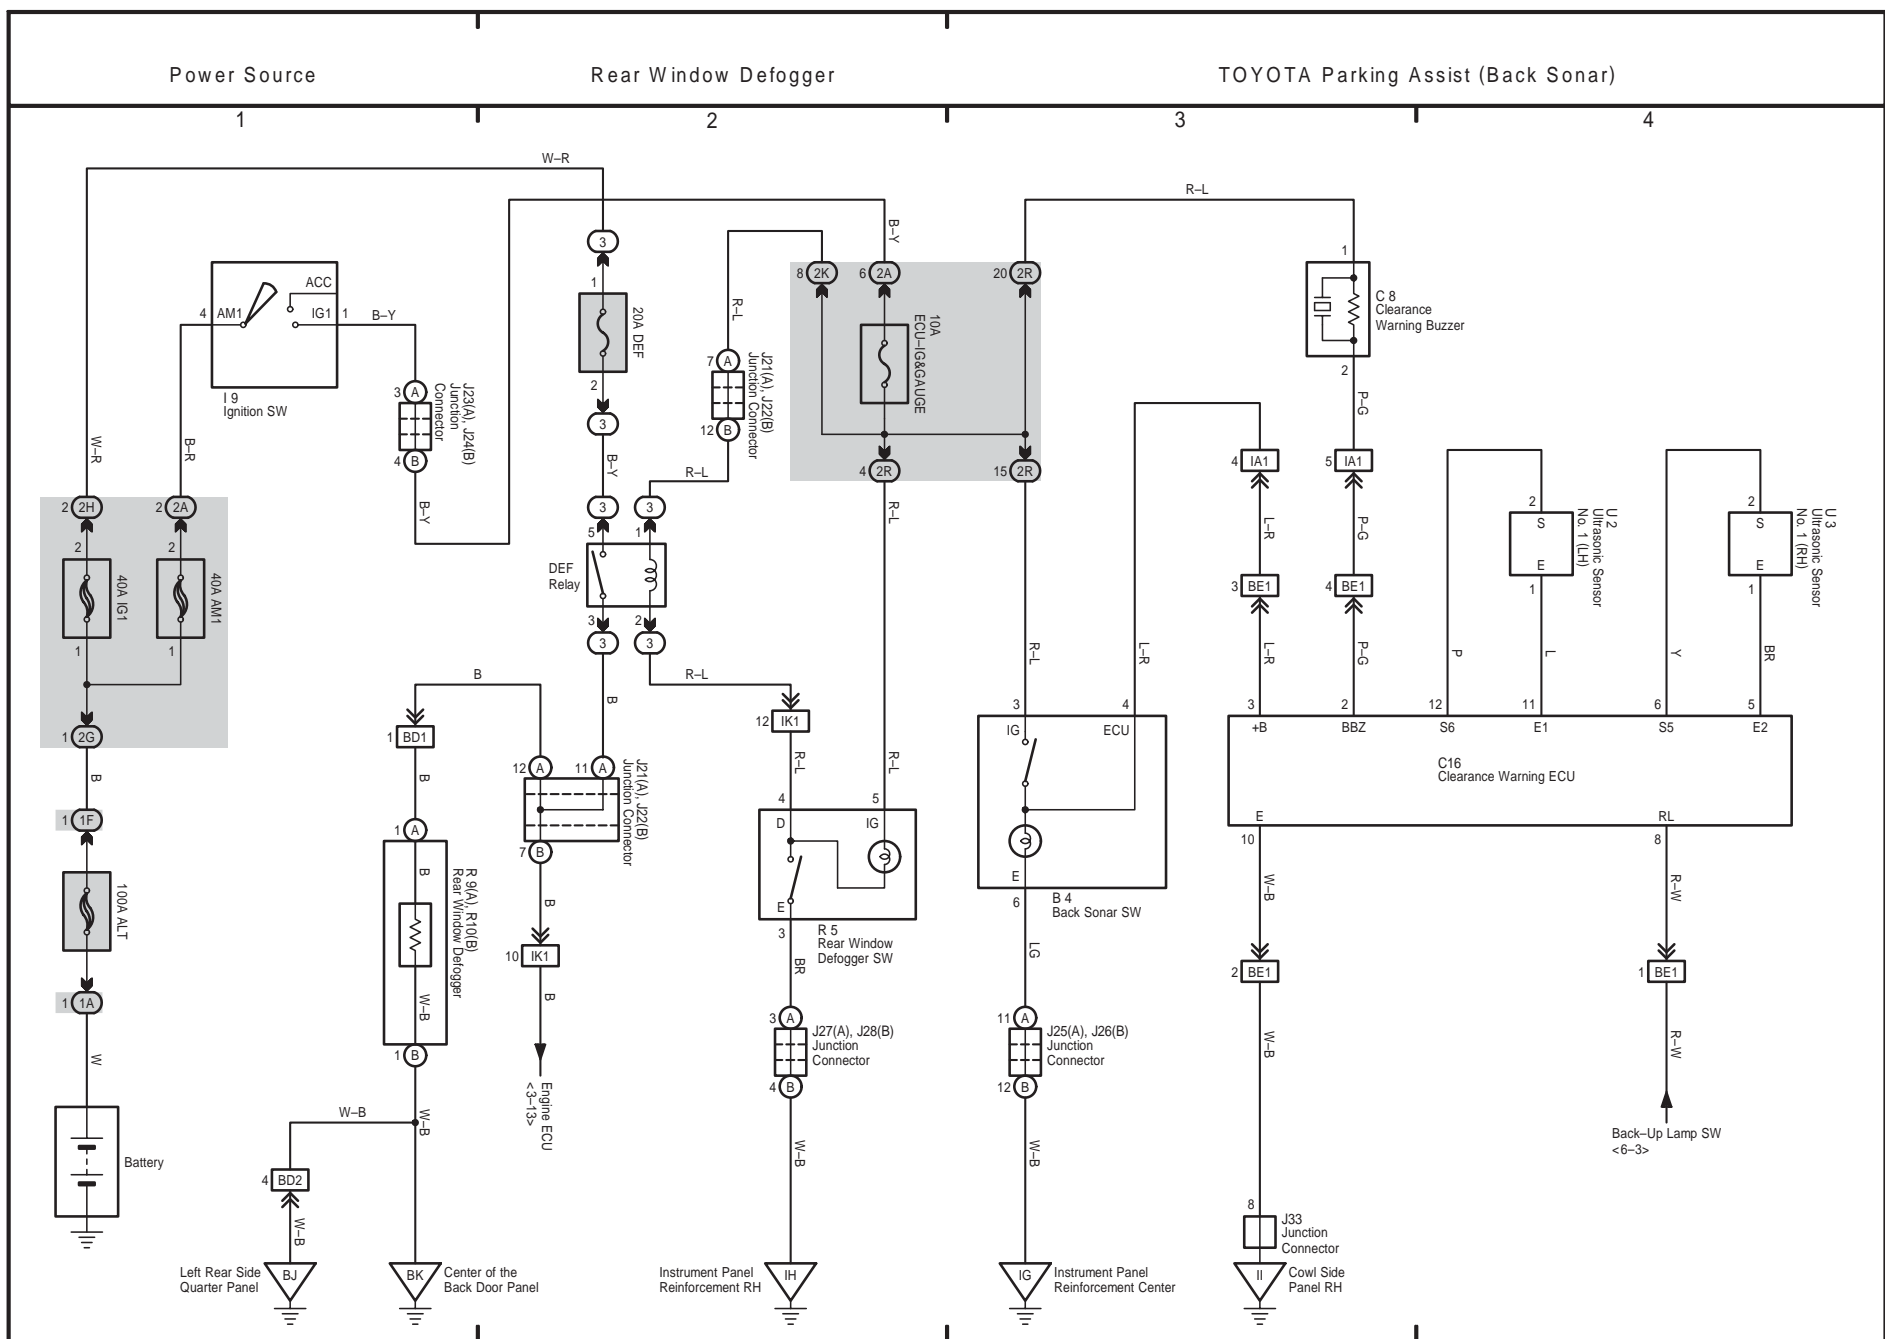 Power Source
Rear Window Defogger
TOYOTA Parking Assist (Back Sonar)
1
2
3
4
W–R
R–L
B–Y
3
8 2K
6 2A
20 2R
1
ACC
4 AM1
IG1 1
B–Y
I 9
Ignition SW
1
20A DEF
2
R–L
10A
ECU–IG&GAUGE
C 8
Clearance
Warning Buzzer
2
3 A
J23(A), J24(B)
Junction
Connector
4 B
7 A
J21(A), J22(B)
Junction Connector
12 B
3
P–G
W–R
B–R
B–Y
R–L
4 2R
15 2R
4 IA1
5 IA1
2 2H
2 2A
B–Y
3
3
R–L
L–R
P–G
2
S
E
1
U 2
Ultrasonic Sensor
No. 1 (LH)
2
S
E
1
U 3
Ultrasonic Sensor
No. 1 (RH)
2
2
40A IG1
40A AM1
1
1
5
1
DEF
Relay
3
2
3
3
3 BE1
4 BE1
1 2G
B
B
R–L
R–L
L–R
L–R
P–G
P
L
Y
BR
1 BD1
12 IK1
3
4
3
2
12
11
6
5
IG
ECU
+B
BBZ
S6
E1
S5
E2
B
B
12 A
11 A
J21(A), J22(B)
Junction Connector
7 B
R–L
R–L
C16
Clearance Warning ECU
1 1F
1 A
4
5
D
IG
E
RL
10
8
100A ALT
B
R 9(A), R10(B)
Rear Window Defogger
W–B
1 B
B
10 IK1
B
Engine ECU
<3–13>
E
3
R 5
Rear Window
Defogger SW
E
6
B 4
Back Sonar SW
W–B
R–W
BR
LG
2 BE1
1 BE1
1 1A
W
3 A
J27(A), J28(B)
Junction
Connector
4 B
11 A
J25(A), J26(B)
Junction
Connector
12 B
W–B
R–W
Battery
W–B
W–B
W–B
W–B
Back–Up Lamp SW
<6–3>
4 BD2
W–B
8
J33
Junction
Connector
Left Rear Side
Quarter Panel
BJ
BK
Center of the
Back Door Panel
Instrument Panel
Reinforcement RH
IH
IG
Instrument Panel
Reinforcement Center
II
Cowl Side
Panel RH